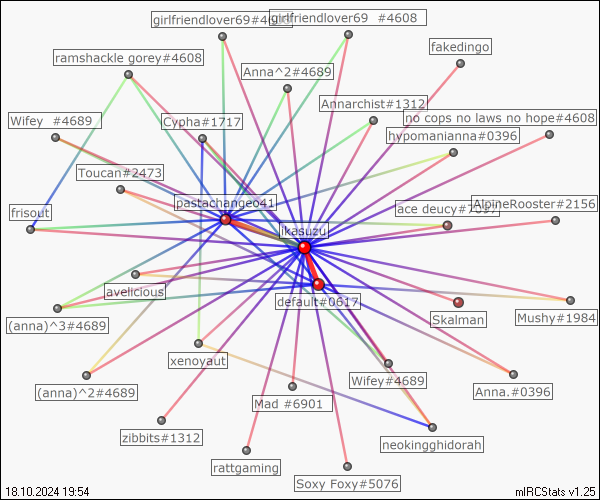 girlfriendlover69#4608
girlfriendlover69 #4608
fakedingo
ramshackle gorey#4608
Anna^2#4689
Annarchist#1312
no cops no laws no hope#4608
Wifey #4689
Cypha#1717
hypomanianna#0396
Toucan#2473
pastachangeo41
ace deucy#7597
AlpineRooster#2156
frisout
ikasuzu
avelicious
default#0617
(anna)^3#4689
Skalman
Mushy#1984
xenoyaut
Wifey#4689
(anna)^2#4689
Mad #6901
Anna.#0396
zibbits#1312
neokingghidorah
rattgaming
Soxy Foxy#5076
18.10.2024 19:54
mIRCStats v1.25